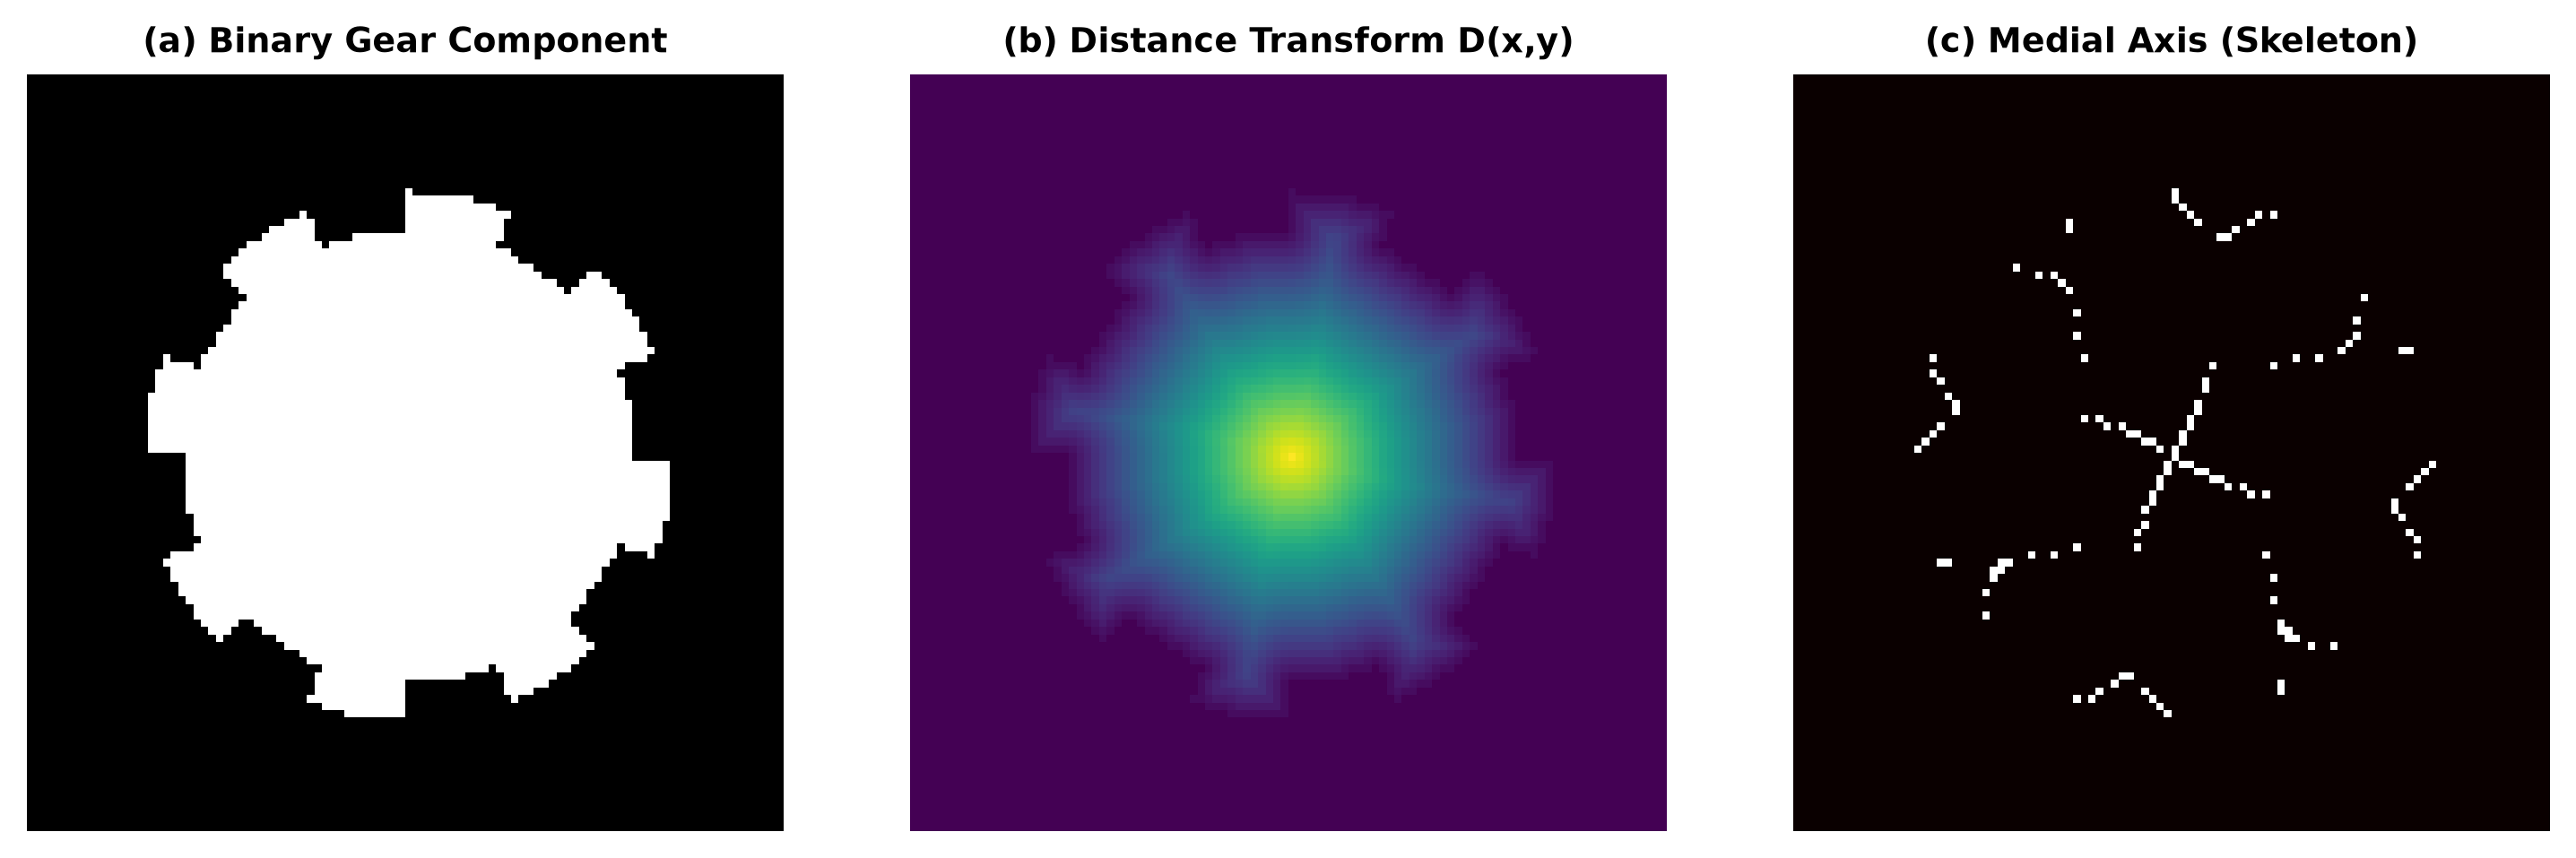 (a) Binary Gear Component
(b) Distance Transform D(x,y)
(c) Medial Axis (Skeleton)